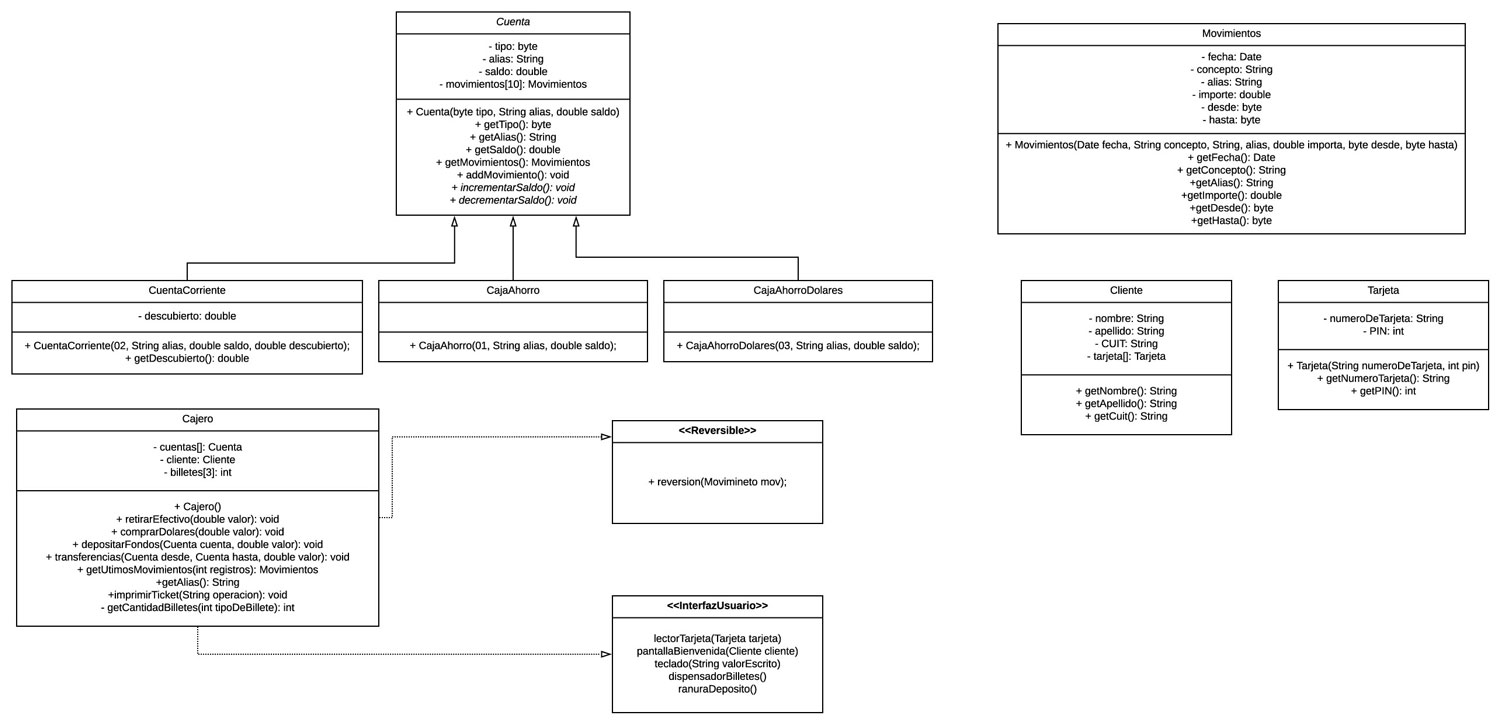 Cuenta
- tipo: byte
- alias: String
- saldo: double
- movimientos[10]: Movimientos
+ Cuenta(byte tipo, String alias, double saldo)
+ getTipo(): byte
+ getAlias(): String
+ getSaldo(): double
+ getMovimientos(): Movimientos
+ addMovimiento(): void
+ incrementarSaldo(): void
+ decrementarSaldo(): void
Movimientos
- fecha: Date
- concepto: String
- alias: String
- importe: double
- desde: byte
- hasta: byte
+ Movimientos(Date fecha, String concepto, String, alias, double importa, byte desde, byte hasta)
+ getFecha(): Date
+ getConcepto(): String
+getAlias(): String
+getImporte(): double
+getDesde(): byte
+getHasta(): byte
CuentaCorriente
- descubierto: double
+ CuentaCorriente(02, String alias, double saldo, double descubierto);
+ getDescubierto(): double
CajaAhorro
+ CajaAhorro(01, String alias, double saldo);
CajaAhorroDolares
+ CajaAhorroDolares(03, String alias, double saldo);
Cliente
- nombre: String
- apellido: String
- CUIT: String
- tarjeta[]: Tarjeta
+ getNombre(): String
+ getApellido(): String
+ getCuit(): String
Tarjeta
- numeroDeTarjeta: String
- PIN: int
+ Tarjeta(String numeroDeTarjeta, int pin)
+ getNumeroTarjeta(): String
+ getPIN(): int
Cajero
- cuentas[]: Cuenta
- cliente: Cliente
- billetes[3]: int
+ Cajero()
+ retirarEfectivo(double valor): void
+ comprarDolares(double valor): void
+ depositarFondos(Cuenta cuenta, double valor): void
+ transferencias(Cuenta desde, Cuenta hasta, double valor): void
+ getUtimosMovimientos(int registros): Movimientos
+getAlias(): String
+imprimirTicket(String operacion): void
- getCantidadBilletes(int tipoDeBillete): int
<<Reversible>>
+ reversion(Movimineto mov);
<<InterfazUsuario>>
lectorTarjeta(Tarjeta tarjeta)
pantallaBienvenida(Cliente cliente)
teclado(String valorEscrito)
dispensadorBilletes()
ranuraDeposito()